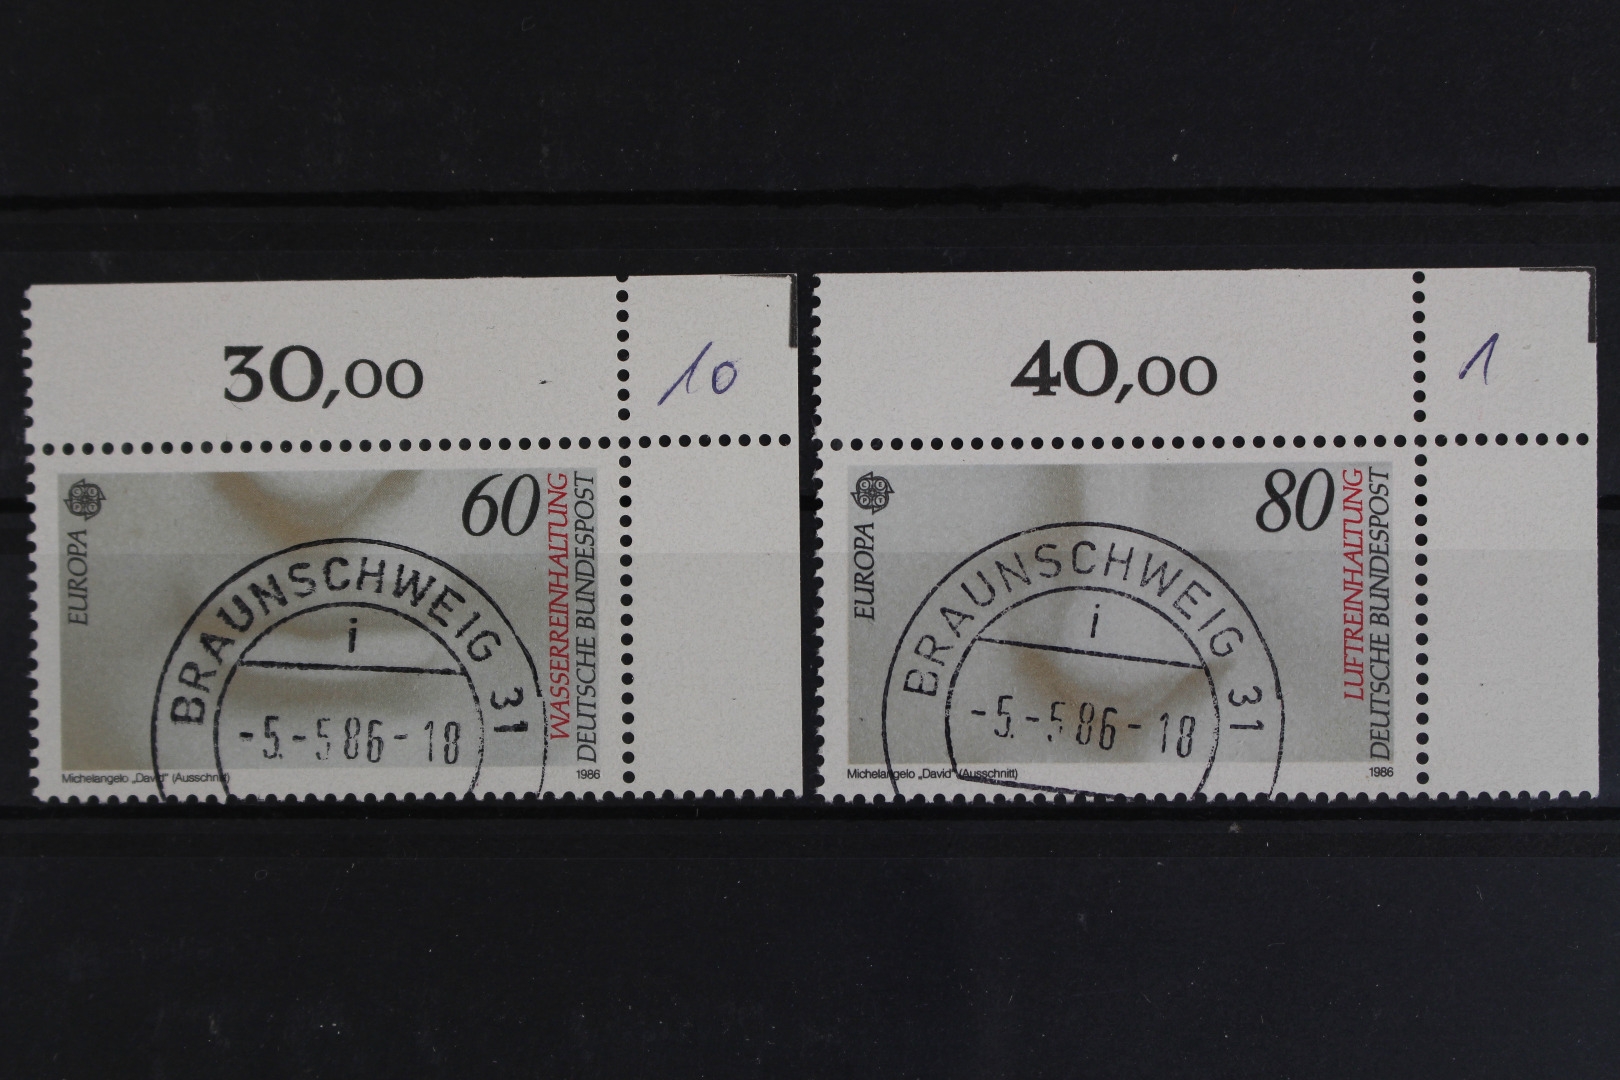 30,00
10
60
EUROPA
WASSERREINHALTUNG
DEUTSCHE BUNDESPOST
BRAUNSCHWEIG 31
i
-5.-5 86-18
Michelangelo „David“ (Ausschnitt)
1986
40,00
1
80
EUROPA
LUFTREINHALTUNG
DEUTSCHE BUNDESPOST
BRAUNSCHWEIG 31
i
-5.-5 86-18
Michelangelo „David“ (Ausschnitt)
1986